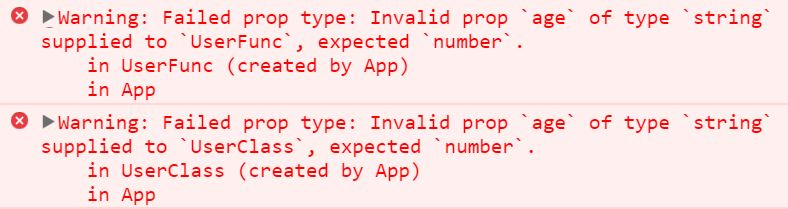 Warning: Failed prop type: Invalid prop `age` of type `string`
supplied to `UserFunc`, expected `number`.
in UserFunc (created by App)
in App
Warning: Failed prop type: Invalid prop `age` of type `string`
supplied to `UserClass`, expected `number`.
in UserClass (created by App)
in App